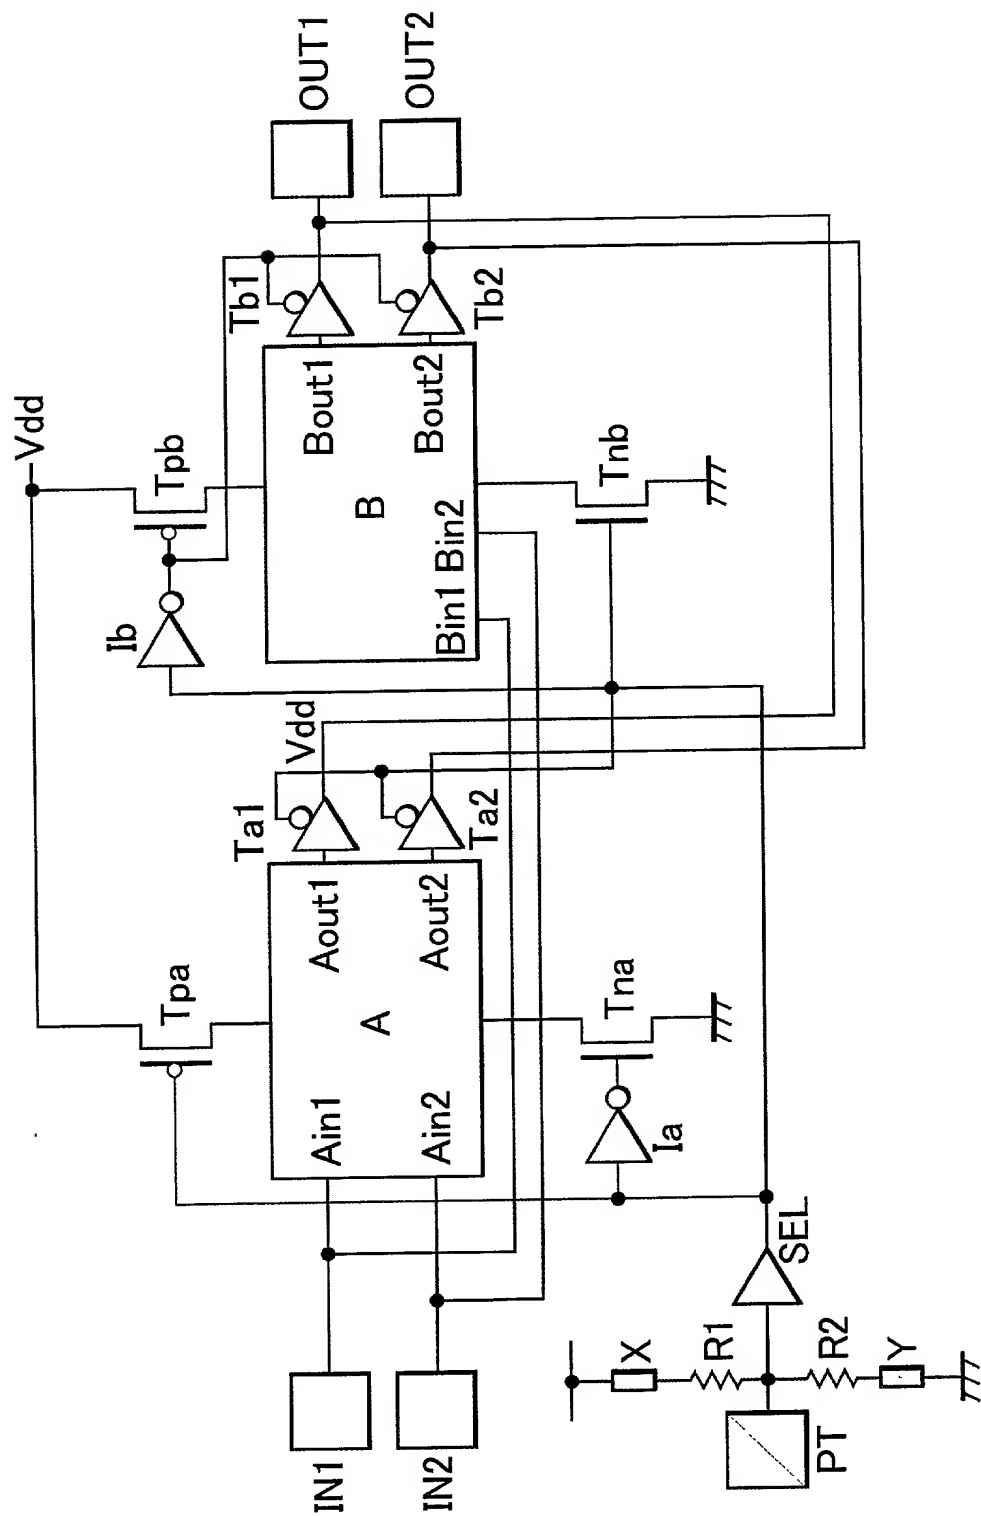 Vdd
Tpa
Tpb
Ib
Ta1
Vdd
Tb1
OUT1
IN1
Ain1
Aout1
Bout1
A
B
OUT2
IN2
Ain2
Aout2
Ta2
Bin1
Bin2
Bout2
Tb2
Tna
Tnb
X
Ia
R1
SEL
PT
R2
Y